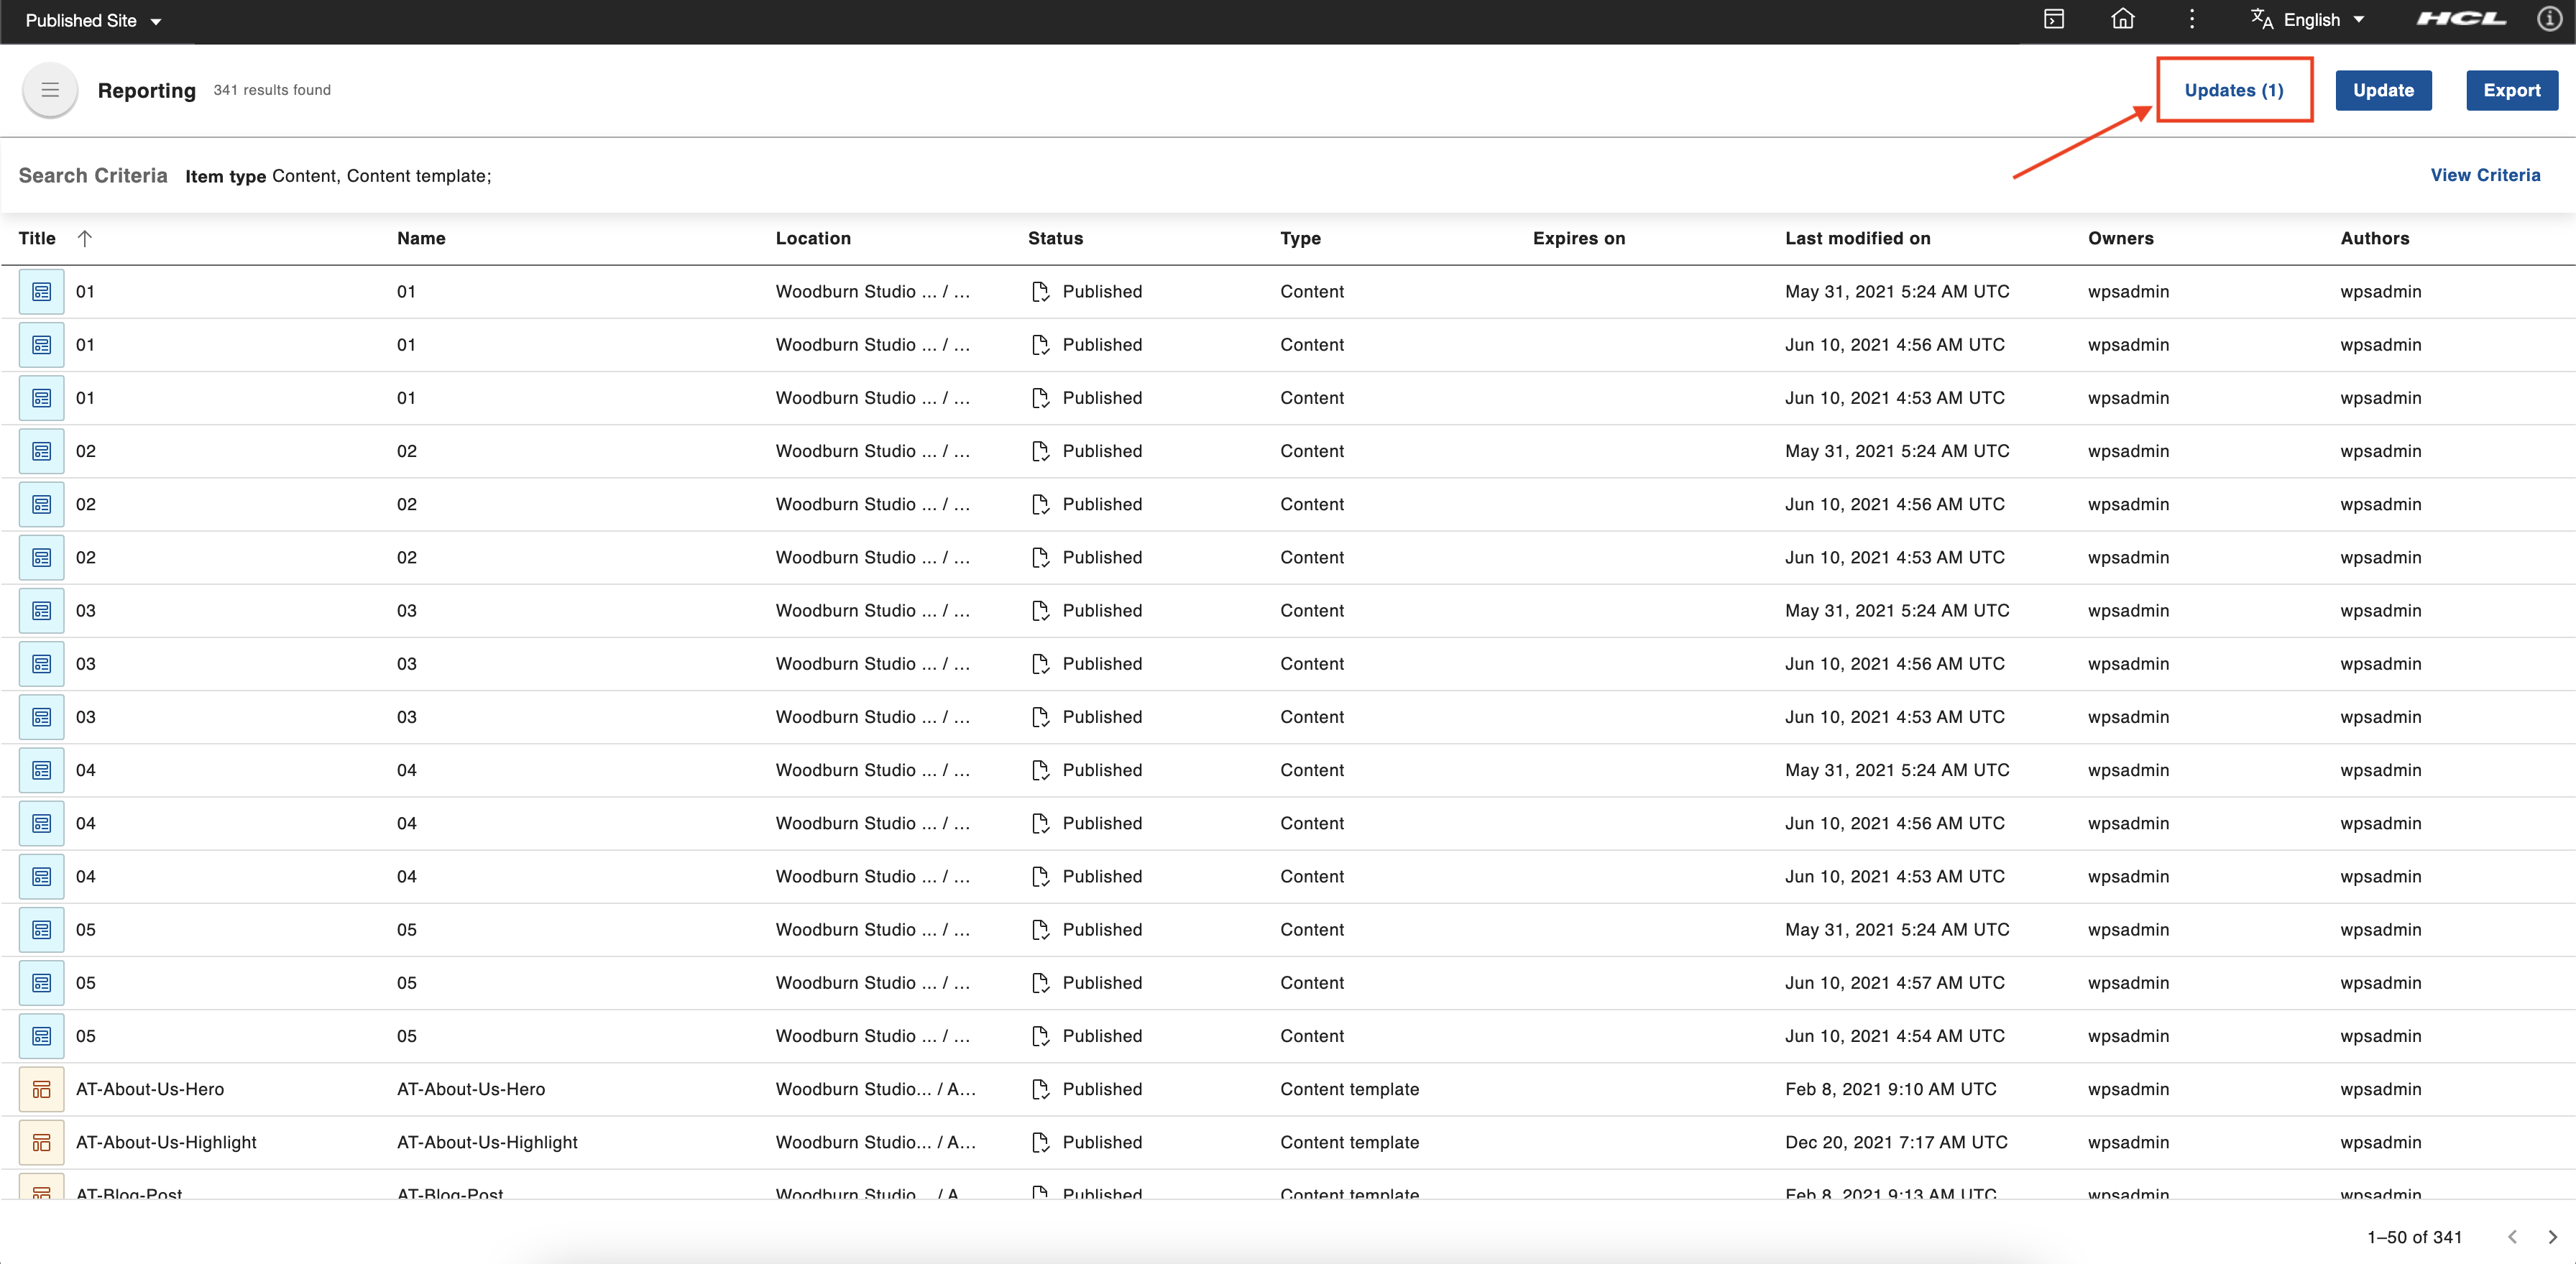 Published Site English HCL
Reporting 341 results found Updates (1) Update Export
Search Criteria Item type Content, Content template; View Criteria
Title Name Location Status Type Expires on Last modified on Owners Authors
01 01 Woodburn Studio ... / ... Published Content May 31, 2021 5:24 AM UTC wpsadmin wpsadmin
01 01 Woodburn Studio ... / ... Published Content Jun 10, 2021 4:56 AM UTC wpsadmin wpsadmin
01 01 Woodburn Studio ... / ... Published Content Jun 10, 2021 4:53 AM UTC wpsadmin wpsadmin
02 02 Woodburn Studio ... / ... Published Content May 31, 2021 5:24 AM UTC wpsadmin wpsadmin
02 02 Woodburn Studio ... / ... Published Content Jun 10, 2021 4:56 AM UTC wpsadmin wpsadmin
02 02 Woodburn Studio ... / ... Published Content Jun 10, 2021 4:53 AM UTC wpsadmin wpsadmin
03 03 Woodburn Studio ... / ... Published Content May 31, 2021 5:24 AM UTC wpsadmin wpsadmin
03 03 Woodburn Studio ... / ... Published Content Jun 10, 2021 4:56 AM UTC wpsadmin wpsadmin
03 03 Woodburn Studio ... / ... Published Content Jun 10, 2021 4:53 AM UTC wpsadmin wpsadmin
04 04 Woodburn Studio ... / ... Published Content May 31, 2021 5:24 AM UTC wpsadmin wpsadmin
04 04 Woodburn Studio ... / ... Published Content Jun 10, 2021 4:56 AM UTC wpsadmin wpsadmin
04 04 Woodburn Studio ... / ... Published Content Jun 10, 2021 4:53 AM UTC wpsadmin wpsadmin
05 05 Woodburn Studio ... / ... Published Content May 31, 2021 5:24 AM UTC wpsadmin wpsadmin
05 05 Woodburn Studio ... / ... Published Content Jun 10, 2021 4:57 AM UTC wpsadmin wpsadmin
05 05 Woodburn Studio ... / ... Published Content Jun 10, 2021 4:54 AM UTC wpsadmin wpsadmin
AT-About-Us-Hero AT-About-Us-Hero Woodburn Studio... / A... Published Content template Feb 8, 2021 9:10 AM UTC wpsadmin wpsadmin
AT-About-Us-Highlight AT-About-Us-Highlight Woodburn Studio... / A... Published Content template Dec 20, 2021 7:17 AM UTC wpsadmin wpsadmin
AT-Blog-Post AT-Blog-Post Woodburn Studio... / A... Published Content template Feb 8, 2021 9:13 AM UTC wpsadmin wpsadmin
1–50 of 341